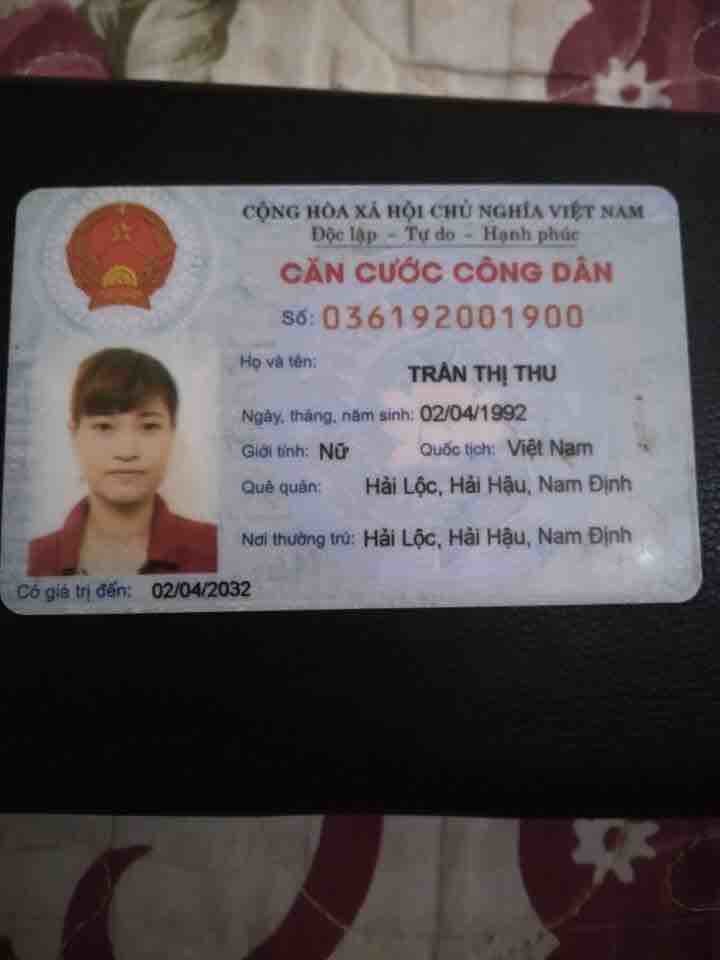 CỘNG HÒA XÃ HỘI CHỦ NGHĨA VIỆT NAM
Độc lập - Tự do - Hạnh phúc
CĂN CƯỚC CÔNG DÂN
Số: 036192001900
Họ và tên:
TRẦN THỊ THU
Ngày, tháng, năm sinh: 02/04/1992
Giới tính: Nữ Quốc tịch: Việt Nam
Quê quán: Hải Lộc, Hải Hậu, Nam Định
Nơi thường trú: Hải Lộc, Hải Hậu, Nam Định
Có giá trị đến: 02/04/2032